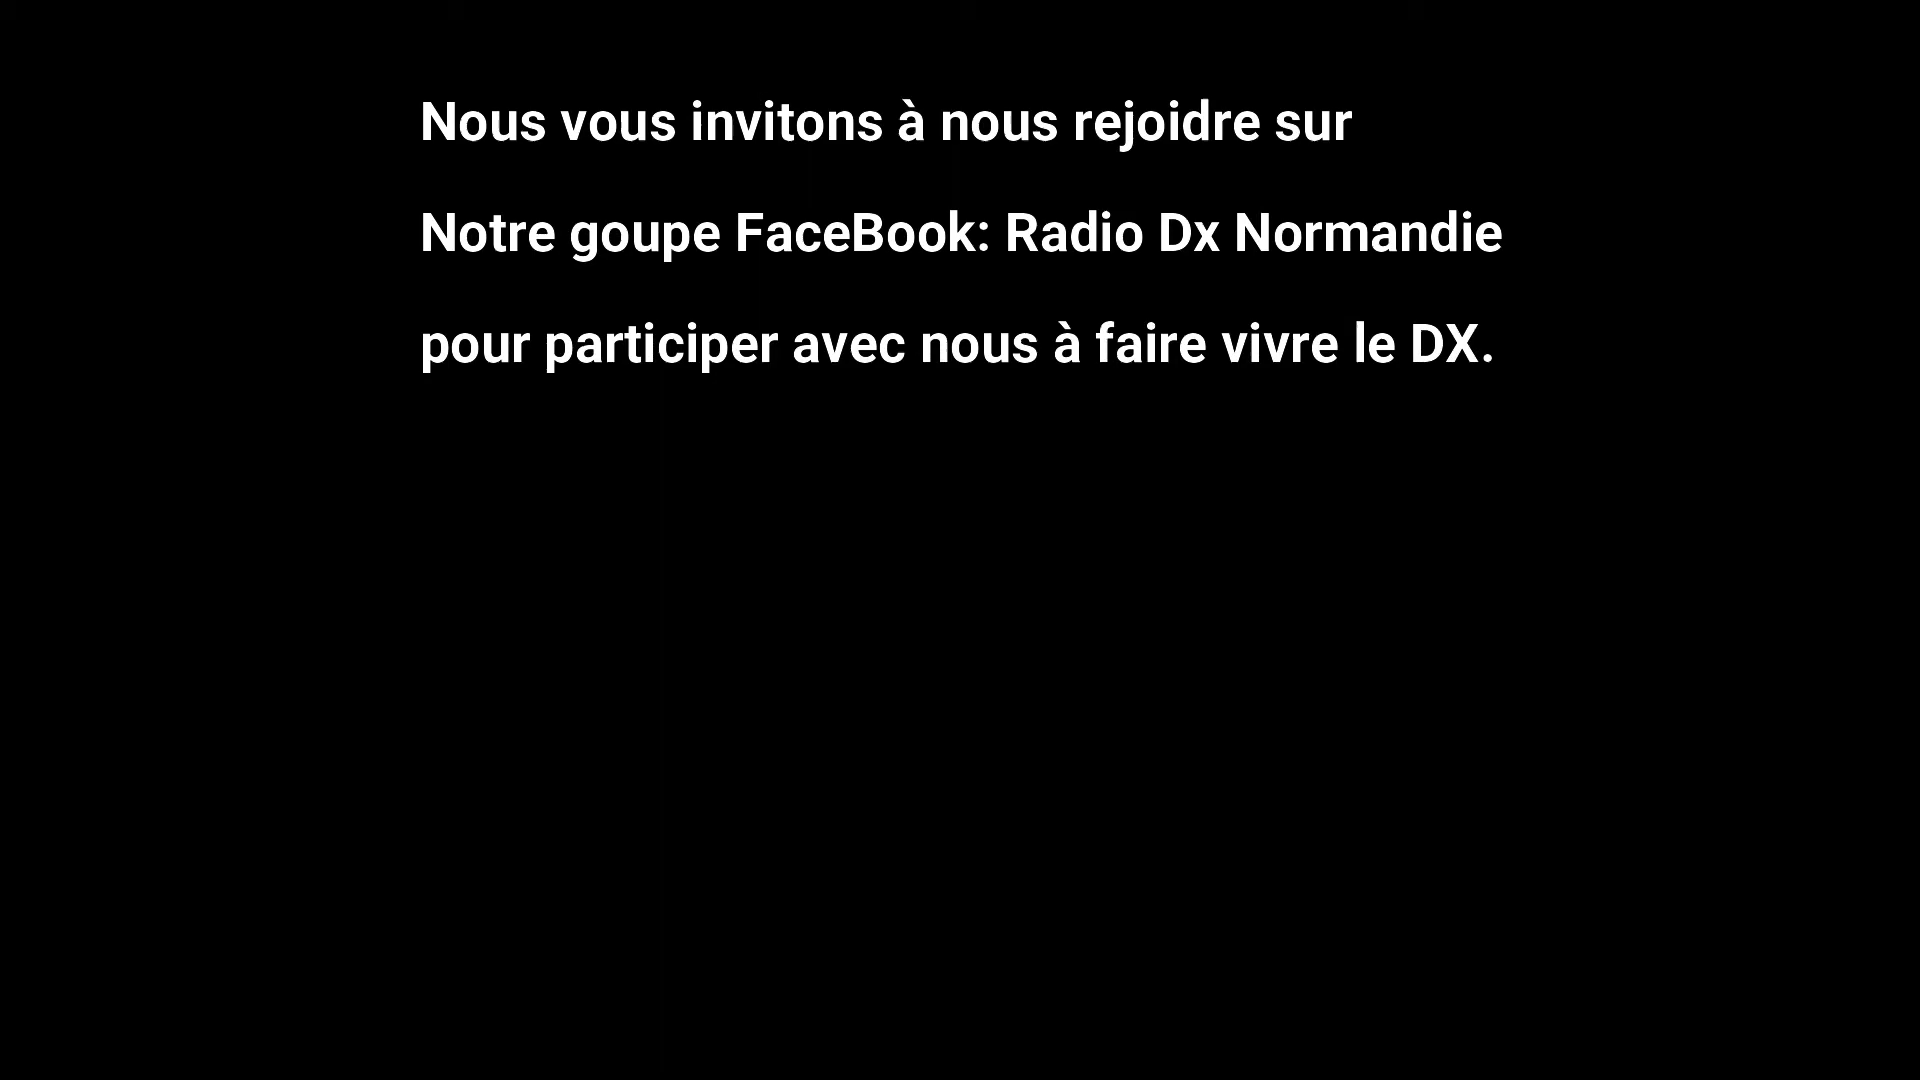 Nous vous invitons à nous rejoidre sur
Notre goupe FaceBook: Radio Dx Normandie
pour participer avec nous à faire vivre le DX.